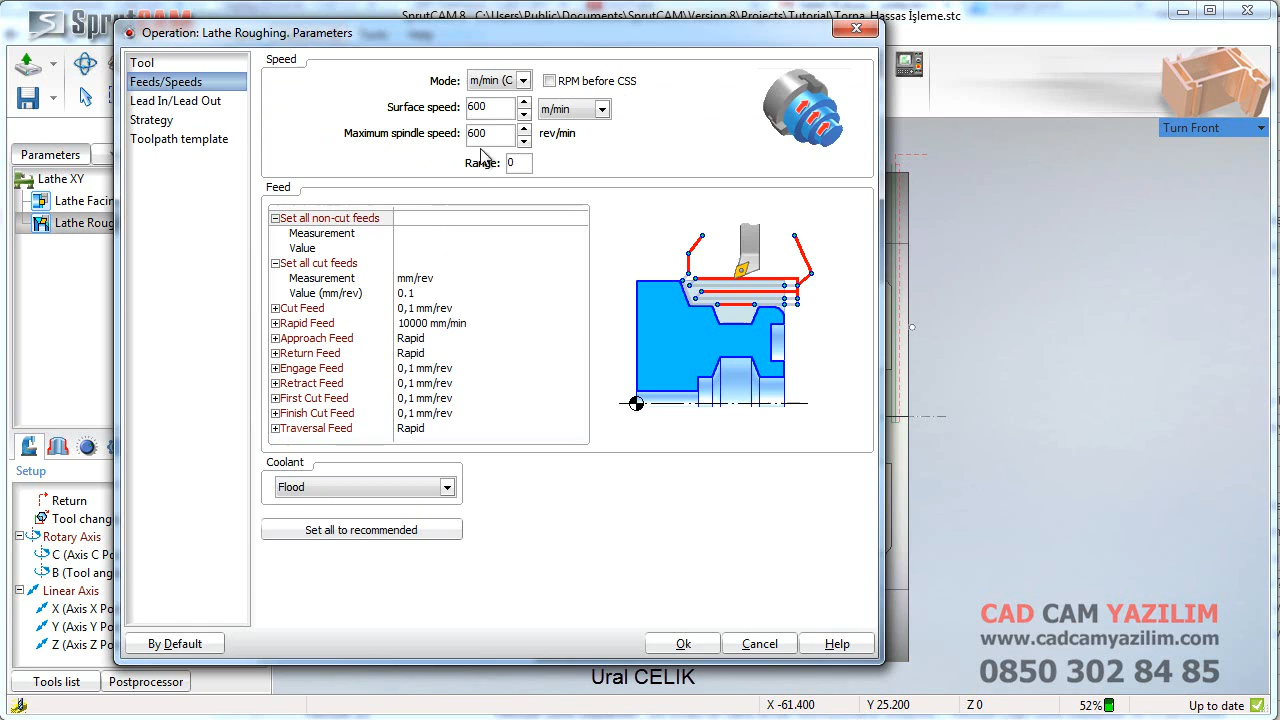 SprutCAM 8 C:\Users\Public\Documents\SprutCAM\Version 8\Projects\Tutorial\Torna_Hassas İşleme.stc
Operation: Lathe Roughing. Parameters
Tool
Feeds/Speeds
Lead In/Lead Out
Strategy
Toolpath template
Speed
Mode: m/min (C RPM before CSS
Surface speed: 600 m/min
Maximum spindle speed: 600 rev/min
Range: 0
Turn Front
Parameters
Lathe XY
Lathe Facin
Lathe Roug
Feed
Set all non-cut feeds
Measurement
Value
Set all cut feeds
Measurement mm/rev
Value (mm/rev) 0.1
Cut Feed 0,1 mm/rev
Rapid Feed 10000 mm/min
Approach Feed Rapid
Return Feed Rapid
Engage Feed 0,1 mm/rev
Retract Feed 0,1 mm/rev
First Cut Feed 0,1 mm/rev
Finish Cut Feed 0,1 mm/rev
Traversal Feed Rapid
Coolant
Flood
Set all to recommended
Setup
Return
Tool chang
Rotary Axis
C (Axis C Po
B (Tool ang
Linear Axis
X (Axis X Po
Y (Axis Y Po
Z (Axis Z Po
By Default
Ok
Cancel
Help
Tools list
Postprocessor
Ural CELIK
CAD CAM YAZILIM
www.cadcamyazilim.com
0850 302 84 85
X -61.400 Y 25.200 Z 0 52% Up to date